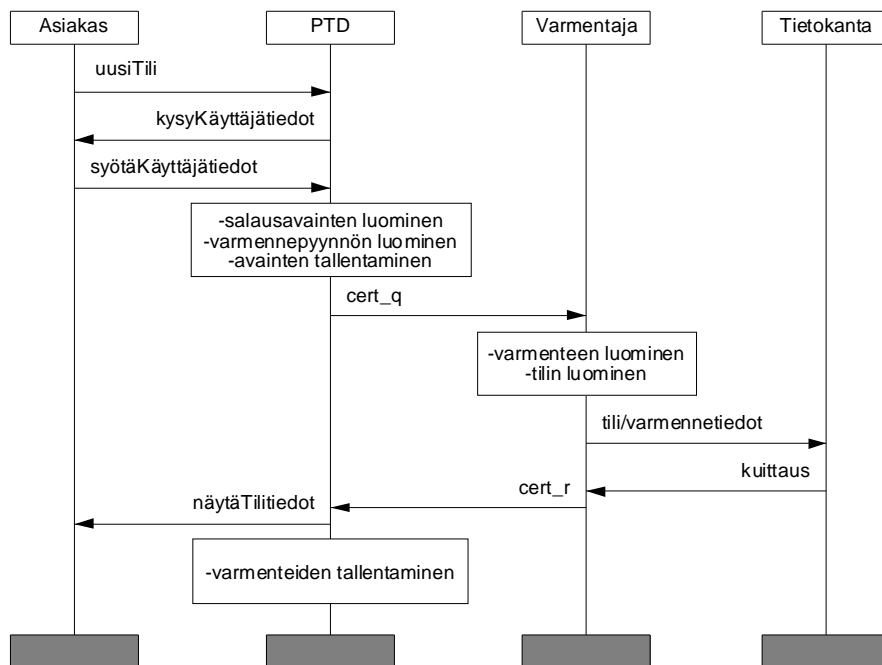 Asiakas
PTD
Varmentaja
Tietokanta
uusiTili
kysyKäyttäjätiedot
syötäKäyttäjätiedot
-salausavainten luominen
-varmennepyynnön luominen
-avainten tallentaminen
cert_q
-varmenteen luominen
-tilin luominen
tili/varmennetiedot
kuittaus
cert_r
näytäTilitiedot
-varmenteiden tallentaminen